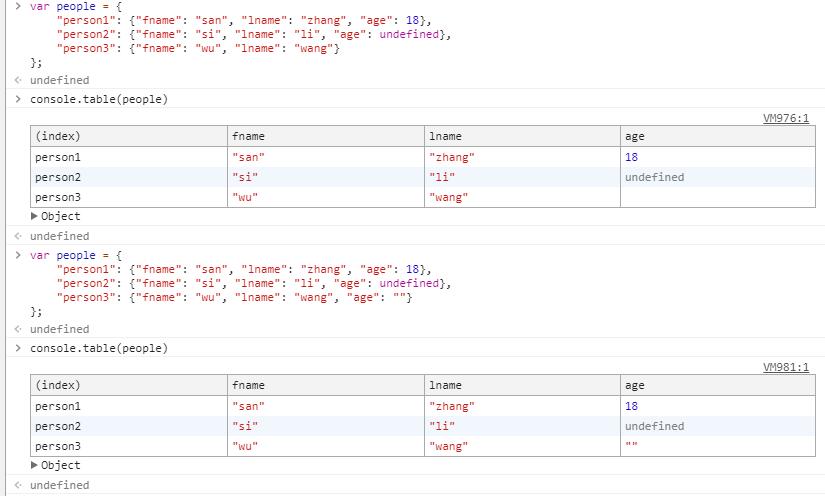 > var people = {
"person1": {"fname": "san", "lname": "zhang", "age": 18},
"person2": {"fname": "si", "lname": "li", "age": undefined},
"person3": {"fname": "wu", "lname": "wang"}
};
undefined
> console.table(people)
VM976:1
(index) fname lname age
person1 "san" "zhang" 18
person2 "si" "li" undefined
person3 "wu" "wang"
Object
undefined
> var people = {
"person1": {"fname": "san", "lname": "zhang", "age": 18},
"person2": {"fname": "si", "lname": "li", "age": undefined},
"person3": {"fname": "wu", "lname": "wang", "age": ""}
};
undefined
> console.table(people)
VM981:1
(index) fname lname age
person1 "san" "zhang" 18
person2 "si" "li" undefined
person3 "wu" "wang" ""
Object
undefined